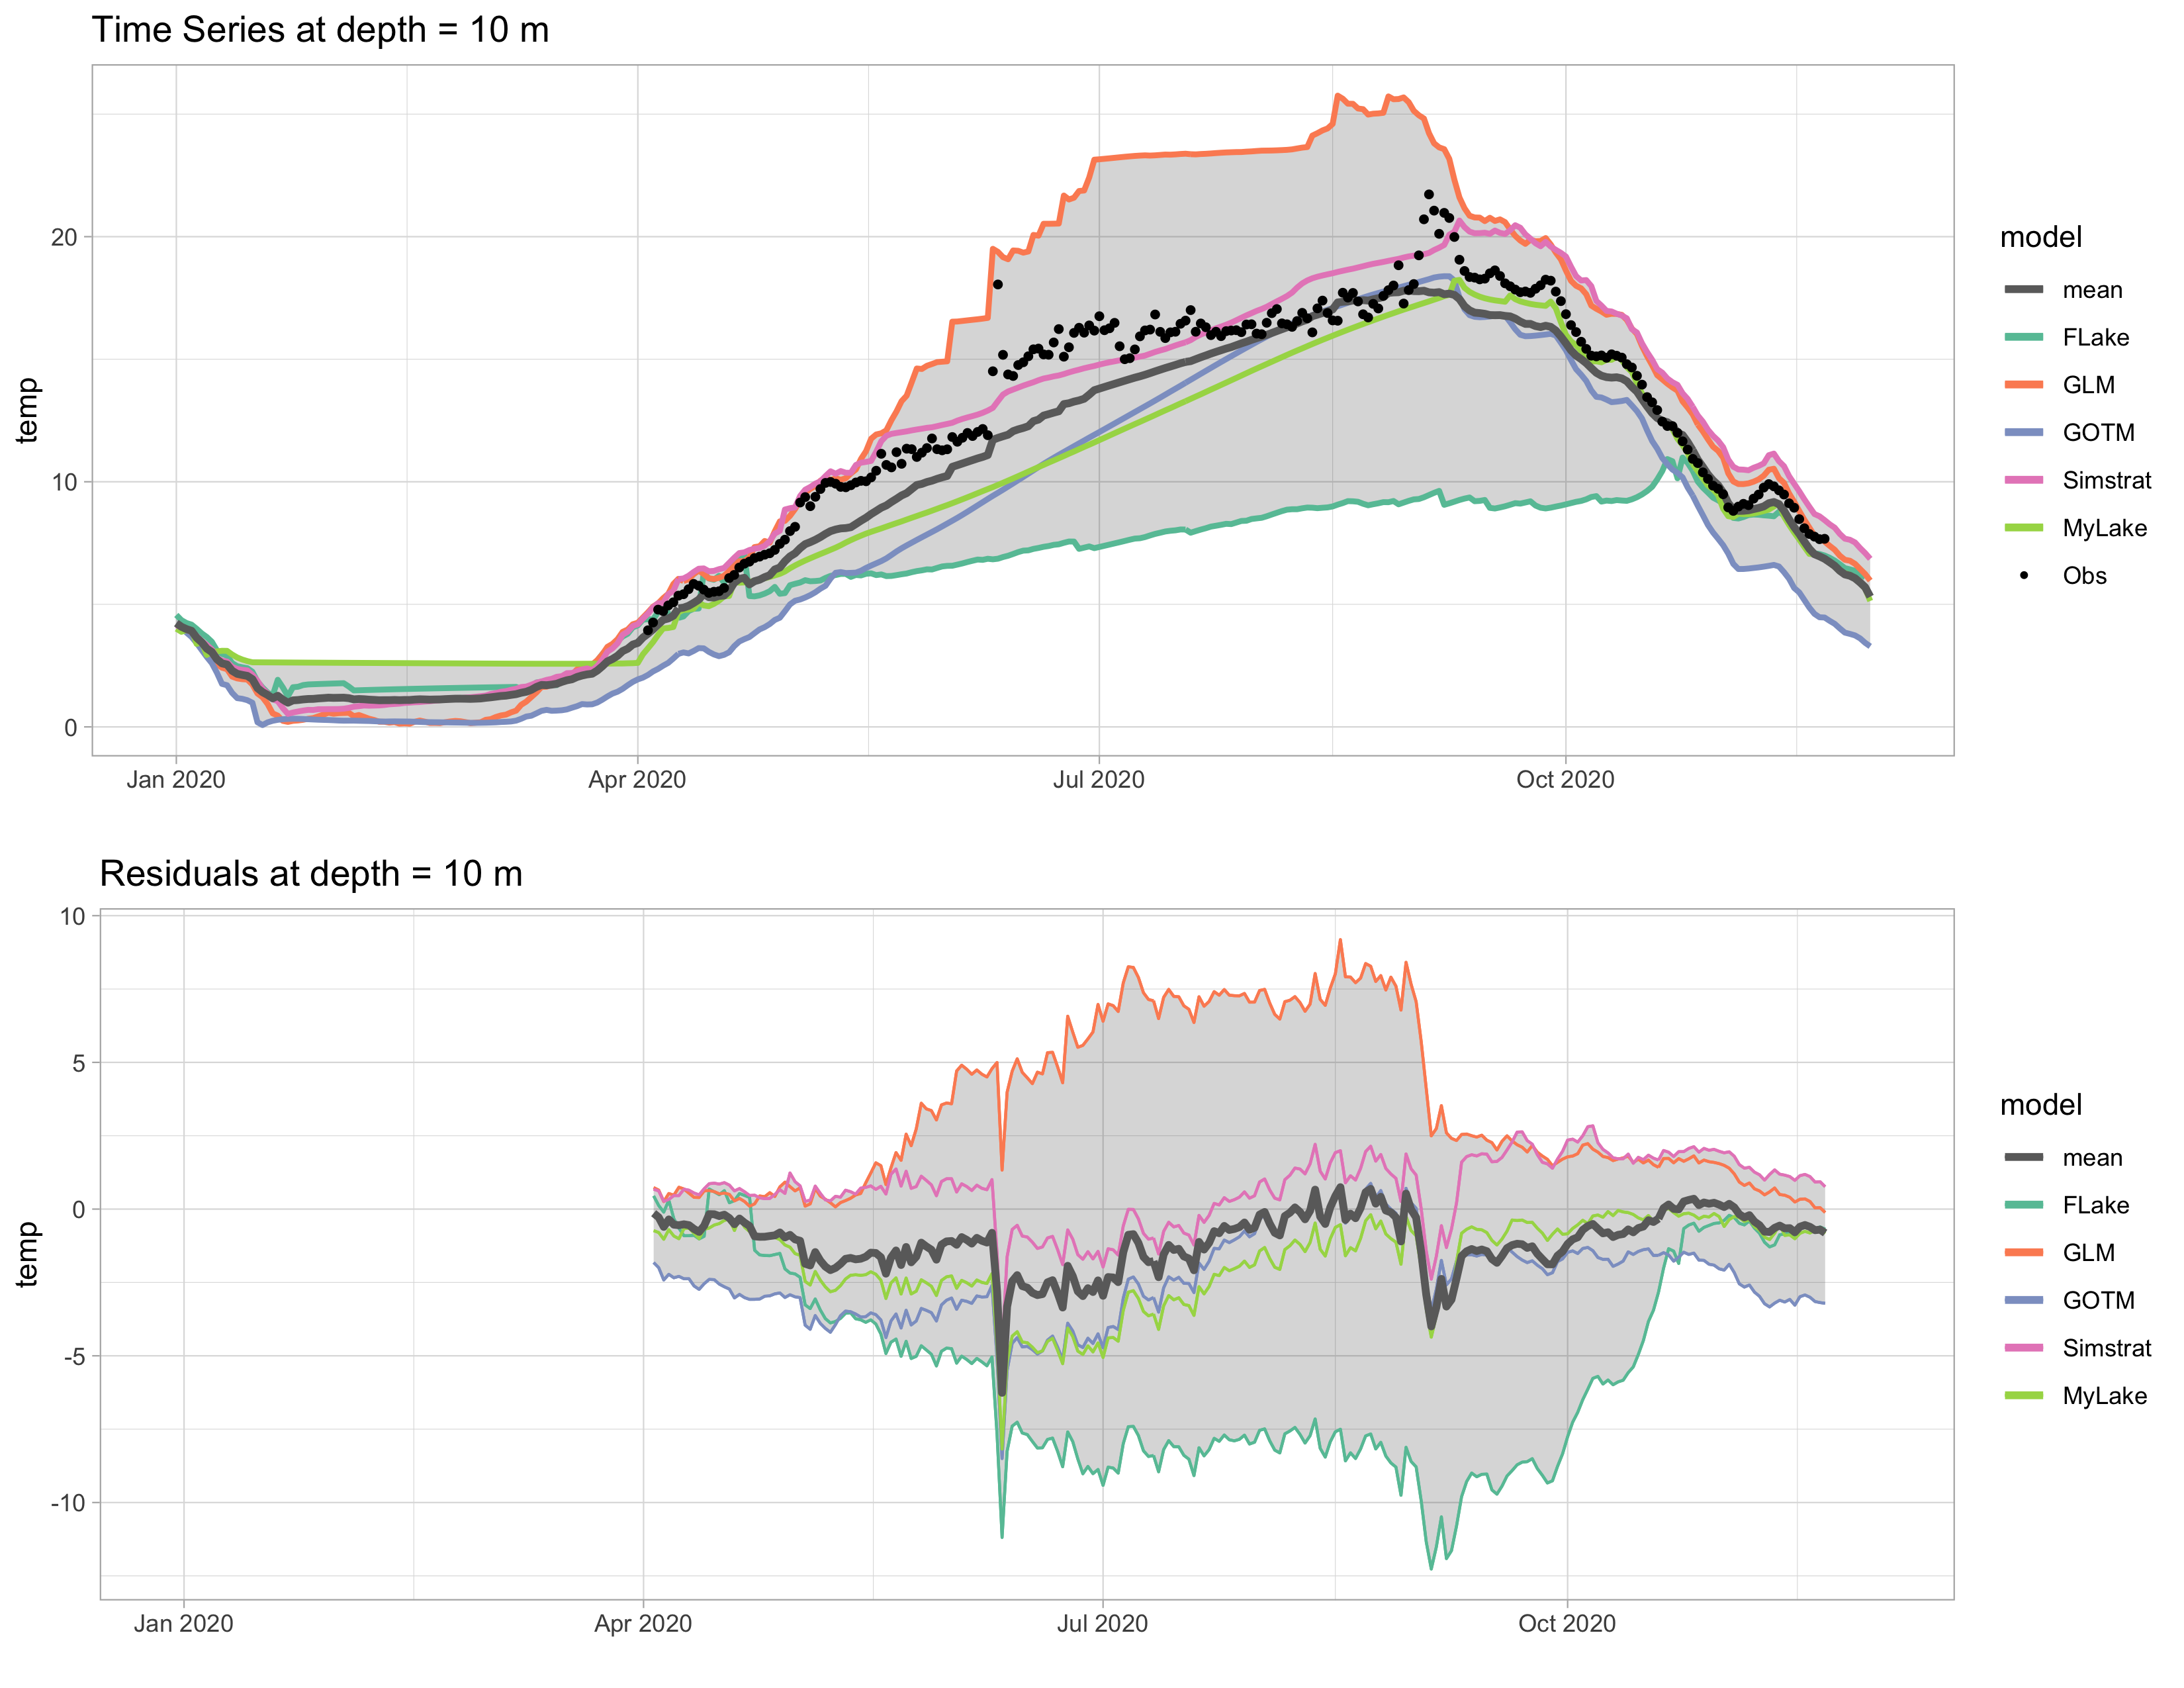 Time Series at depth = 10 m
temp
20
10
0
Jan 2020
Apr 2020
Jul 2020
Oct 2020
model
mean
FLake
GLM
GOTM
Simstrat
MyLake
Obs
Residuals at depth = 10 m
temp
10
5
0
-5
-10
Jan 2020
Apr 2020
Jul 2020
Oct 2020
model
mean
FLake
GLM
GOTM
Simstrat
MyLake